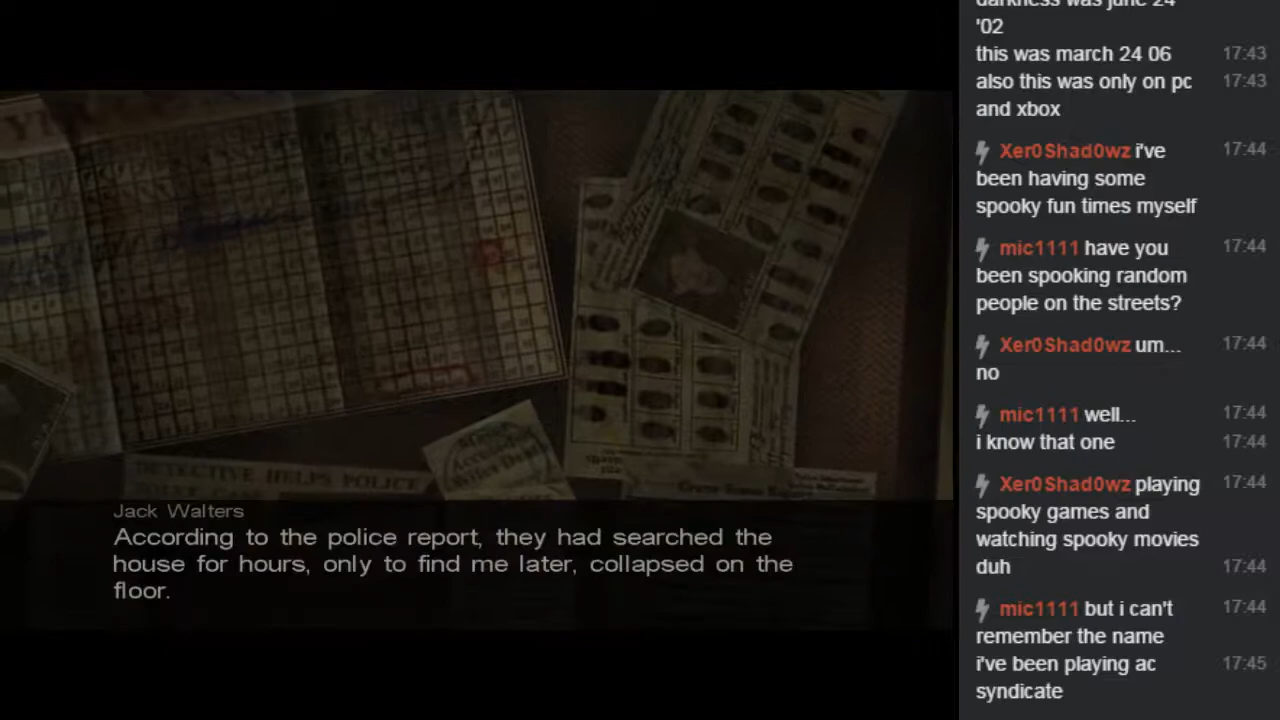 DETECTIVE HELPS POLICE
Jack Walters
According to the police report, they had searched the
house for hours, only to find me later, collapsed on the
floor.
darkness was june 24
'02
this was march 24 06 17:43
also this was only on pc 17:43
and xbox
Xer0Shad0wz i've 17:44
been having some
spooky fun times myself
mic1111 have you 17:44
been spooking random
people on the streets?
Xer0Shad0wz um... 17:44
no
mic1111 well... 17:44
i know that one 17:44
Xer0Shad0wz playing 17:44
spooky games and
watching spooky movies
duh 17:44
mic1111 but i can't 17:44
remember the name
i've been playing ac 17:45
syndicate